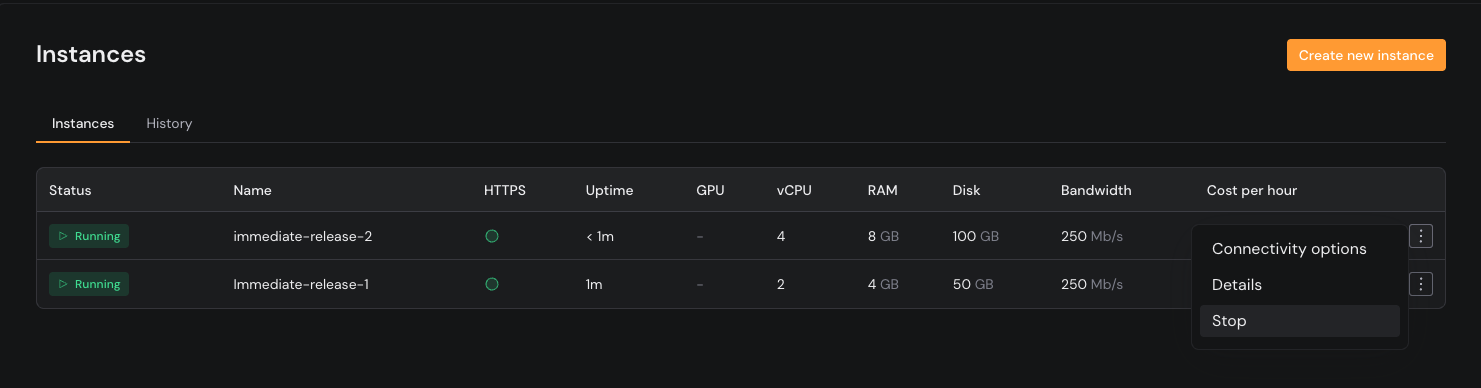 Instances
Create new instance
Instances History
Status Name HTTPS Uptime GPU vCPU RAM Disk Bandwidth Cost per hour
Running immediate-release-2 < 1m – 4 8 GB 100 GB 250 Mb/s
Connectivity options
Running Immediate-release-1 1m – 2 4 GB 50 GB 250 Mb/s
Details
Stop